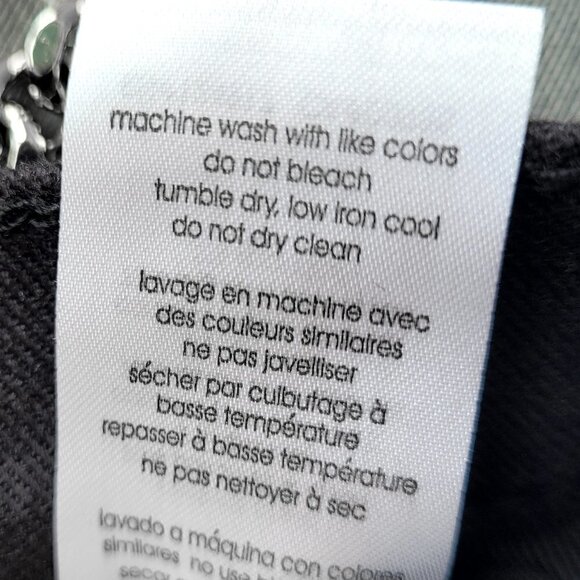 machine wash with like colors
do not bleach
tumble dry, low iron cool
do not dry clean
lavage en machine avec
des couleurs similaires
ne pas javelliser
sécher par culbutage à
basse température
repasser à basse température
ne pas nettoyer à sec
lavado a máquina con colores
similares no use